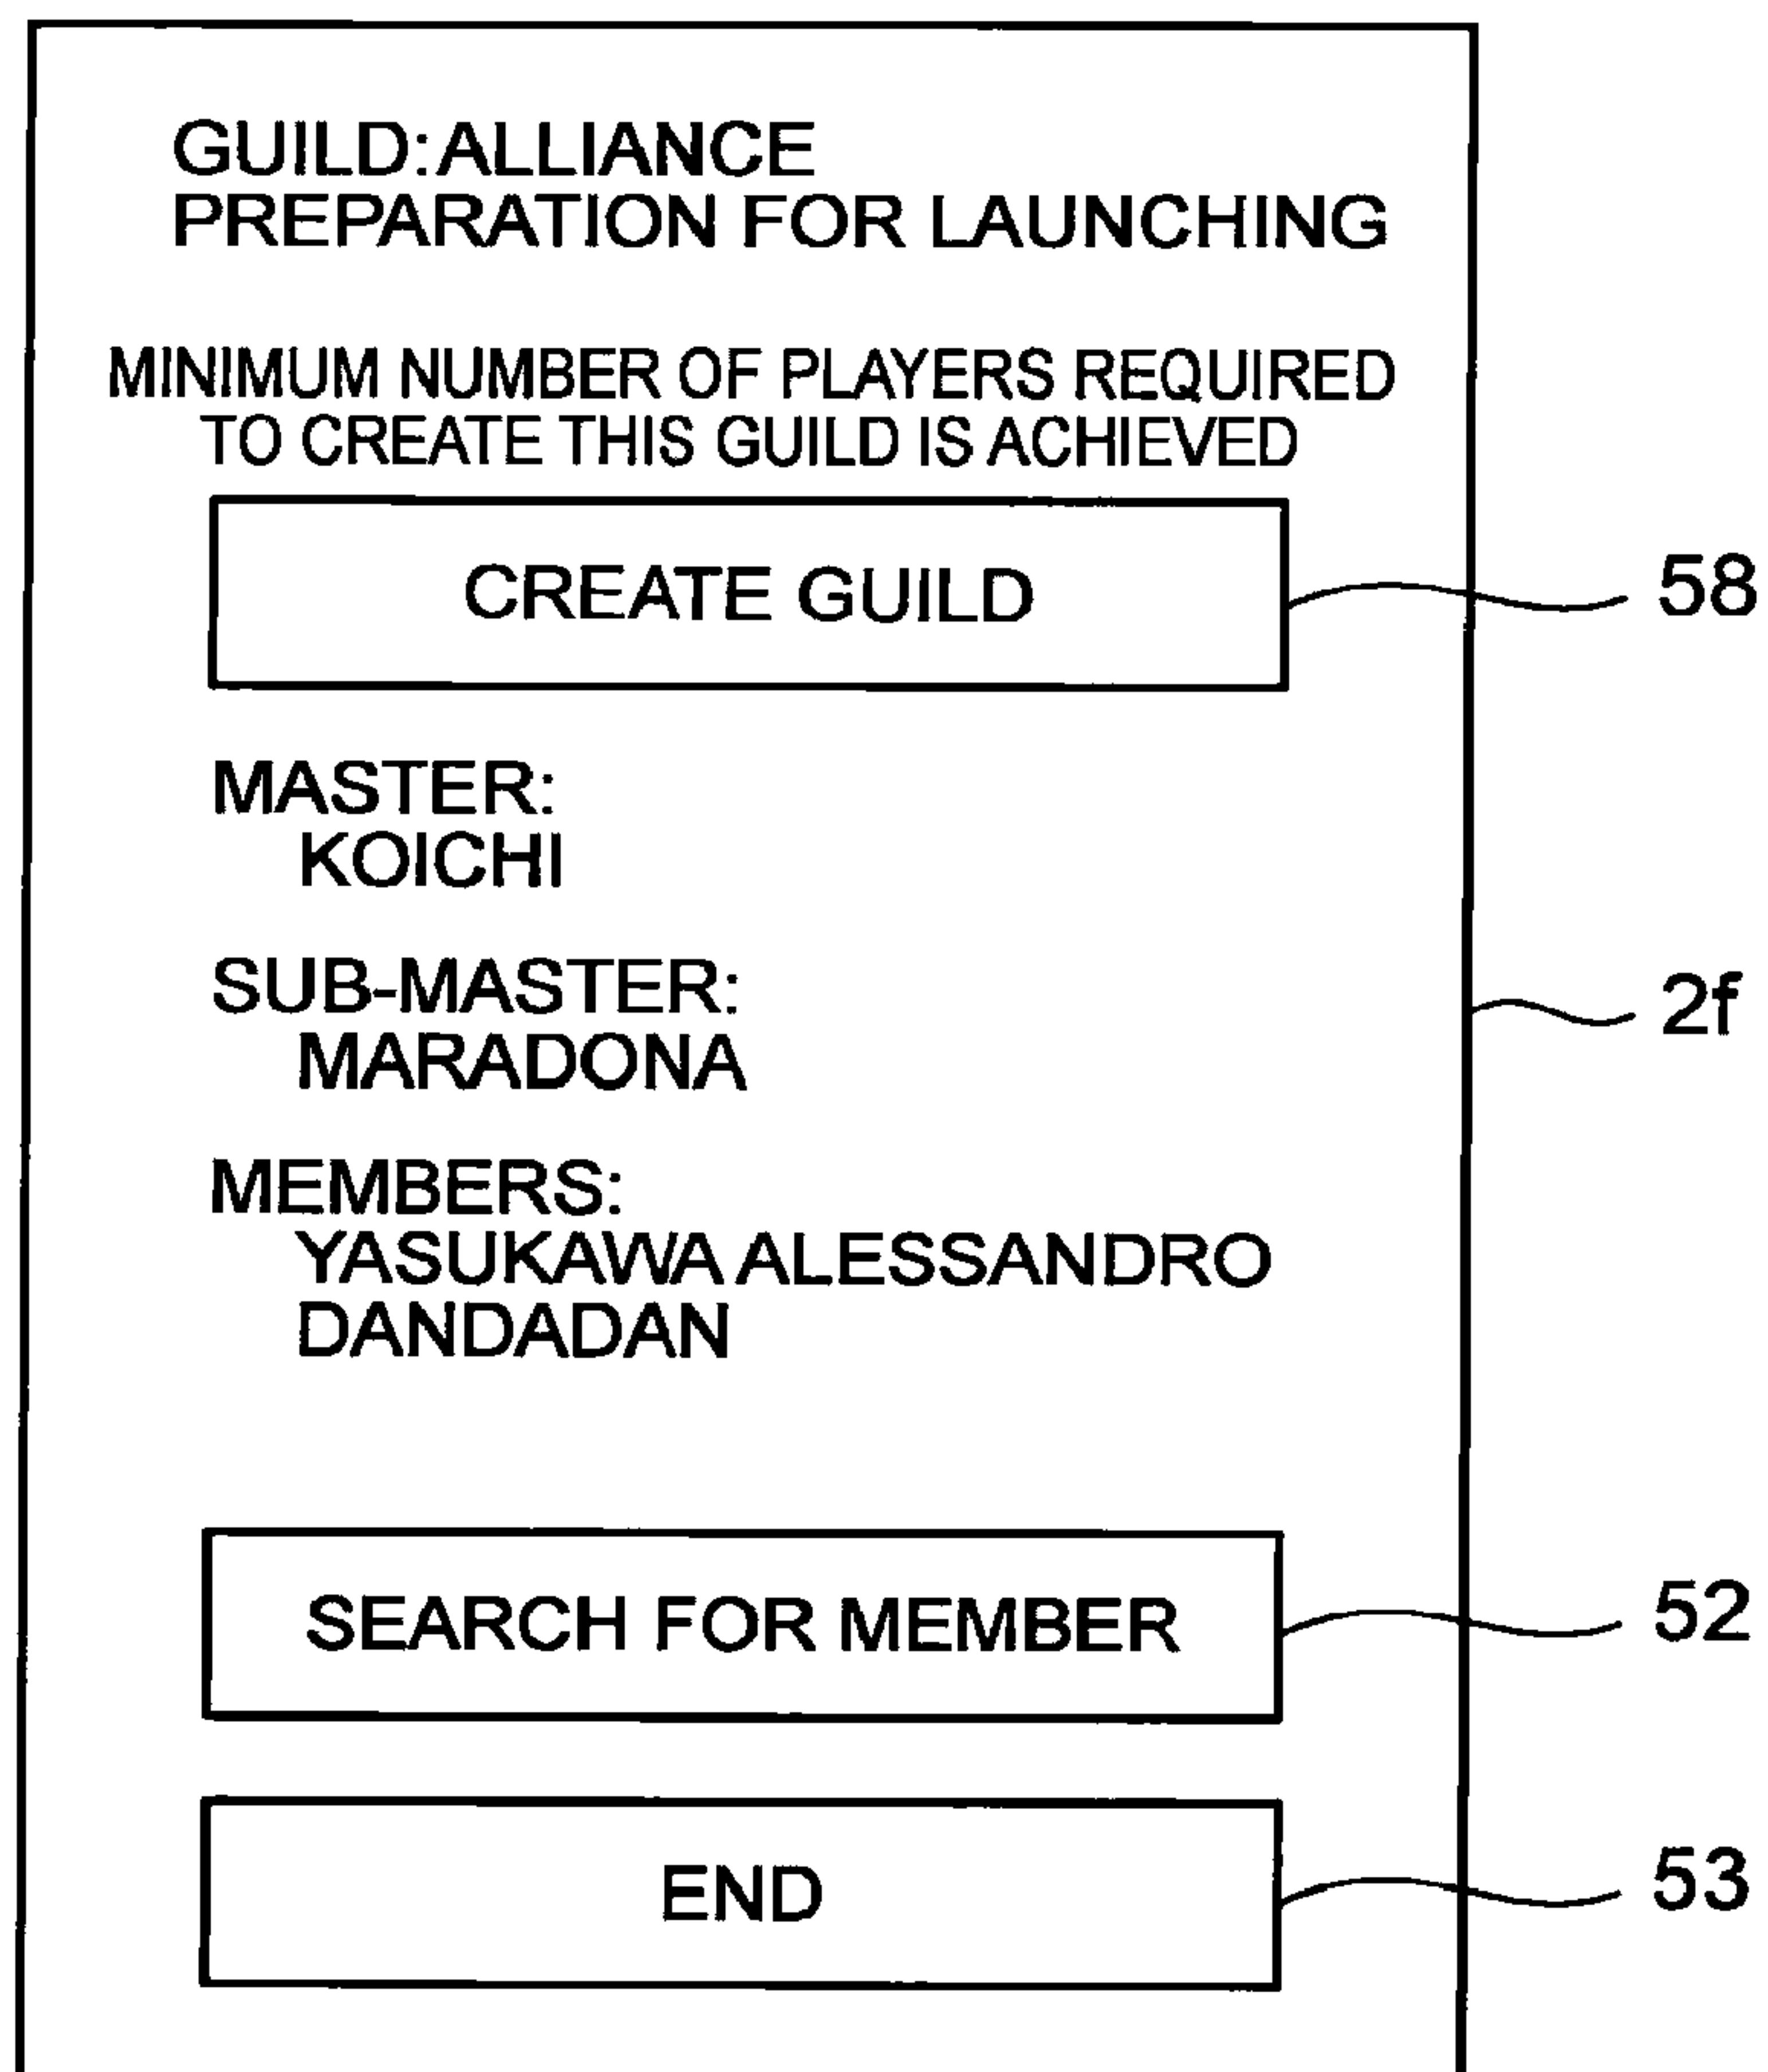 GUILD:ALLIANCE
PREPARATION FOR LAUNCHING
MINIMUM NUMBER OF PLAYERS REQUIRED
TO CREATE THIS GUILD IS ACHIEVED
CREATE GUILD
58
MASTER:
KOICHI
SUB-MASTER:
2f
MARADONA
MEMBERS:
YASUKAWA ALESSANDRO
DANDADAN
SEARCH FOR MEMBER
52
END
53